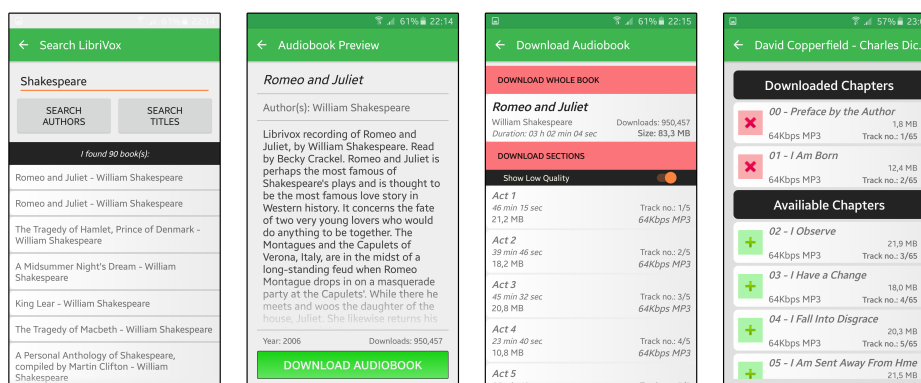 61% 22:14
Search LibriVox
Shakespeare
SEARCH
AUTHORS
SEARCH
TITLES
I found 90 book(s):
Romeo and Juliet - William Shakespeare
Romeo and Juliet - William Shakespeare
The Tragedy of Hamlet, Prince of Denmark -
William Shakespeare
A Midsummer Night's Dream - William
Shakespeare
King Lear - William Shakespeare
The Tragedy of Macbeth - William Shakespeare
A Personal Anthology of Shakespeare,
compiled by Martin Clifton - William
Shakespeare
61% 22:14
Audiobook Preview
Romeo and Juliet
Author(s): William Shakespeare
Librivox recording of Romeo and
Juliet, by William Shakespeare. Read
by Becky Crackel. Romeo and Juliet is
perhaps the most famous of
Shakespeare's plays and is thought to
be the most famous love story in
Western history. It concerns the fate
of two very young lovers who would
do anything to be together. The
Montagues and the Capulets of
Verona, Italy, are in the midst of a
long-standing feud when Romeo
Montague drops in on a masquerade
party at the Capulets'. While there he
meets and woos the daughter of the
house, Juliet. She likewise returns his
Year: 2006 Downloads: 950,457
DOWNLOAD AUDIOBOOK
61% 22:15
Download Audiobook
DOWNLOAD WHOLE BOOK
Romeo and Juliet
William Shakespeare Downloads: 950,457
Duration: 03 h 02 min 04 sec Size: 83,3 MB
DOWNLOAD SECTIONS
Show Low Quality
Act 1
46 min 15 sec Track no.: 1/5
21,2 MB 64Kbps MP3
Act 2
39 min 46 sec Track no.: 2/5
18,2 MB 64Kbps MP3
Act 3
45 min 32 sec Track no.: 3/5
20,8 MB 64Kbps MP3
Act 4
23 min 40 sec Track no.: 4/5
10,8 MB 64Kbps MP3
Act 5
57% 23:0
David Copperfield - Charles Dic...
Downloaded Chapters
00 - Preface by the Author
1,8 MB
64Kbps MP3 Track no.: 1/65
01 - I Am Born
12,4 MB
64Kbps MP3 Track no.: 2/65
Availiable Chapters
02 - I Observe
21,9 MB
64Kbps MP3 Track no.: 3/65
03 - I Have a Change
18,0 MB
64Kbps MP3 Track no.: 4/65
04 - I Fall Into Disgrace
20,3 MB
64Kbps MP3 Track no.: 5/65
05 - I Am Sent Away From Hme
21,5 MB